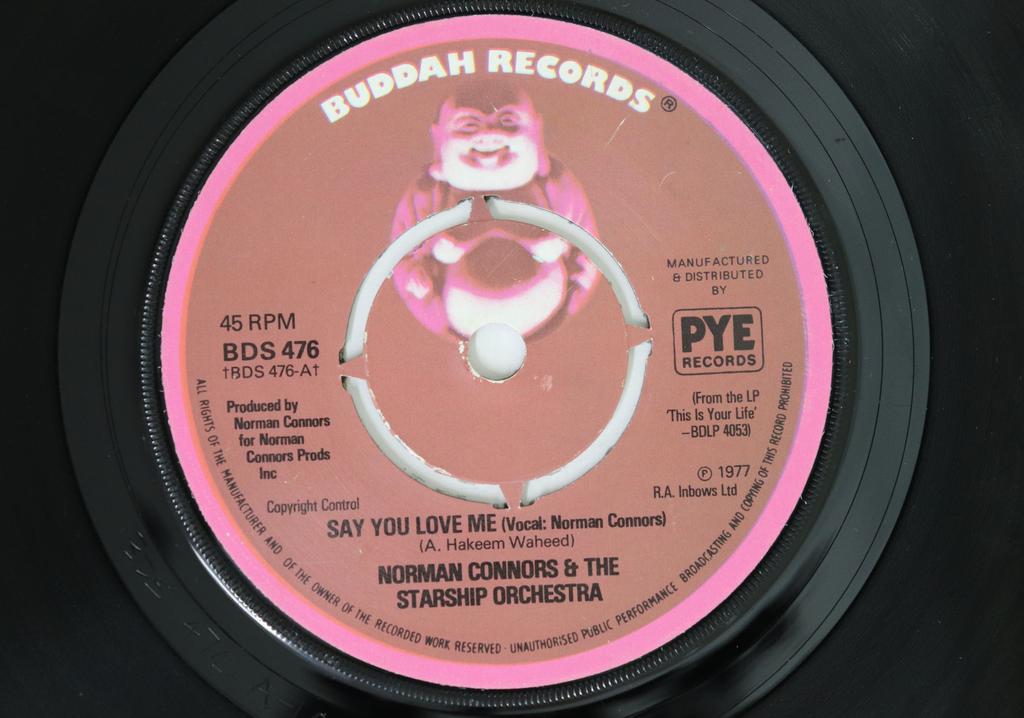 BUDDAH RECORDS ®
MANUFACTURED
& DISTRIBUTED
BY
PYE
RECORDS
(From the LP
'This Is Your Life'
–BDLP 4053)
℗ 1977
R.A. Inbows Ltd
45 RPM
BDS 476
†BDS 476-A†
Produced by
Norman Connors
for Norman
Connors Prods
Inc
Copyright Control
SAY YOU LOVE ME (Vocal: Norman Connors)
(A. Hakeem Waheed)
NORMAN CONNORS & THE
STARSHIP ORCHESTRA
ALL RIGHTS OF THE MANUFACTURER AND OF THE OWNER OF THE RECORDED WORK RESERVED · UNAUTHORISED PUBLIC PERFORMANCE BROADCASTING AND COPYING OF THIS RECORD PROHIBITED